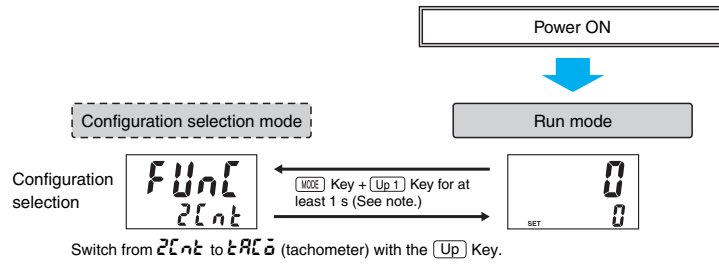 Power ON
Configuration selection mode
Run mode
Configuration
selection
FUnC
2Cnt
MODE Key + Up 1 Key for at
least 1 s (See note.)
0
SET 0
Switch from 2Cnt to tACo (tachometer) with the Up Key.